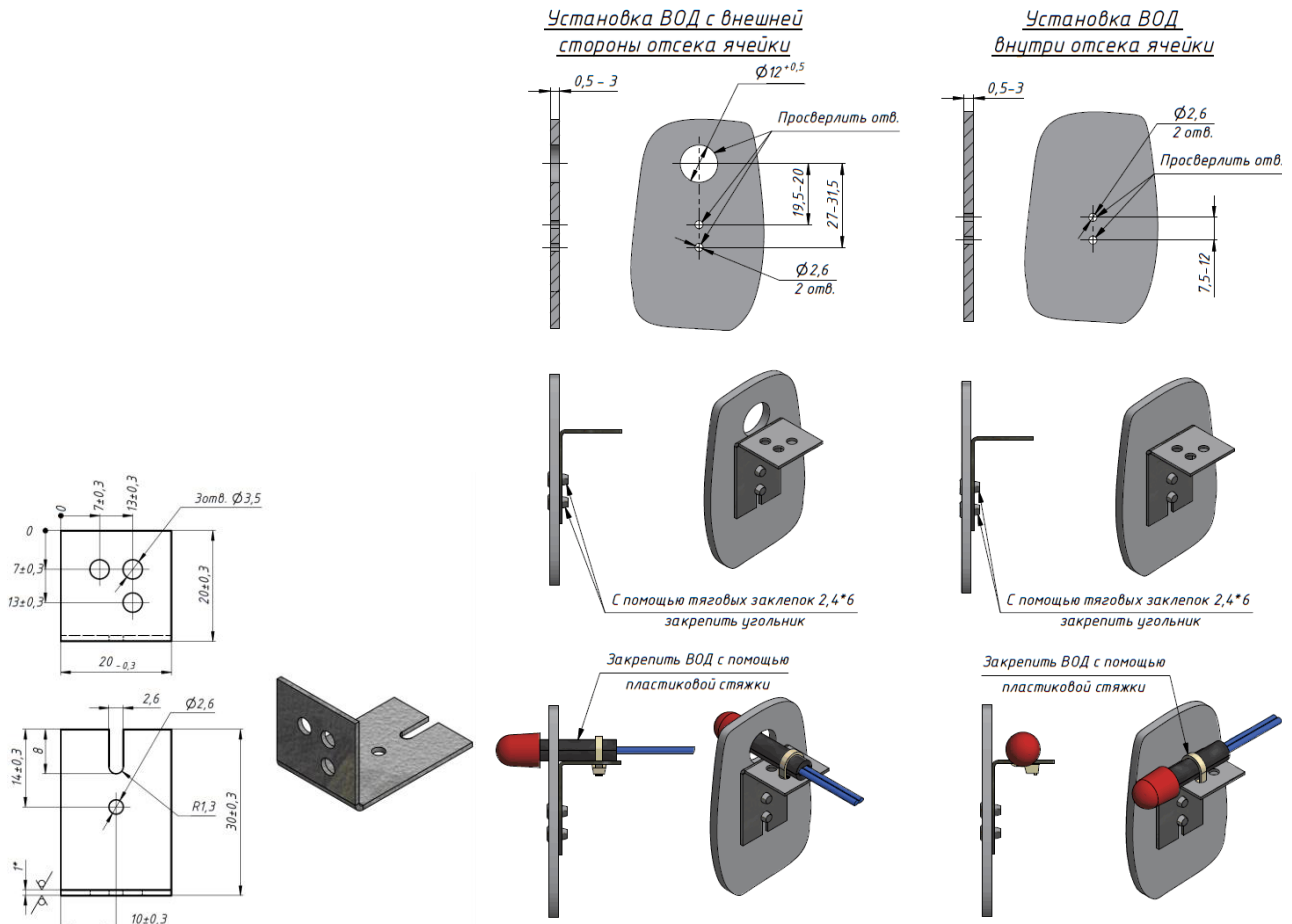 Установка ВОД с внешней
стороны отсека ячейки
Ø12⁺⁰,⁵
0,5 – 3
Просверлить отв.
19,5–20
27–31,5
Ø2,6
2 отв.
Установка ВОД
внутри отсека ячейки
0,5–3
Ø2,6
2 отв.
Просверлить отв.
7,5–12
С помощью тяговых заклепок 2,4*6
закрепить угольник
С помощью тяговых заклепок 2,4*6
закрепить угольник
Закрепить ВОД с помощью
пластиковой стяжки
Закрепить ВОД с помощью
пластиковой стяжки
0
7±0,3
13±0,3
3отв. Ø3,5
0
7±0,3
13±0,3
20±0,3
20 -0,3
2,6
Ø2,6
8
14±0,3
R1,3
30±0,3
1*
10±0,3